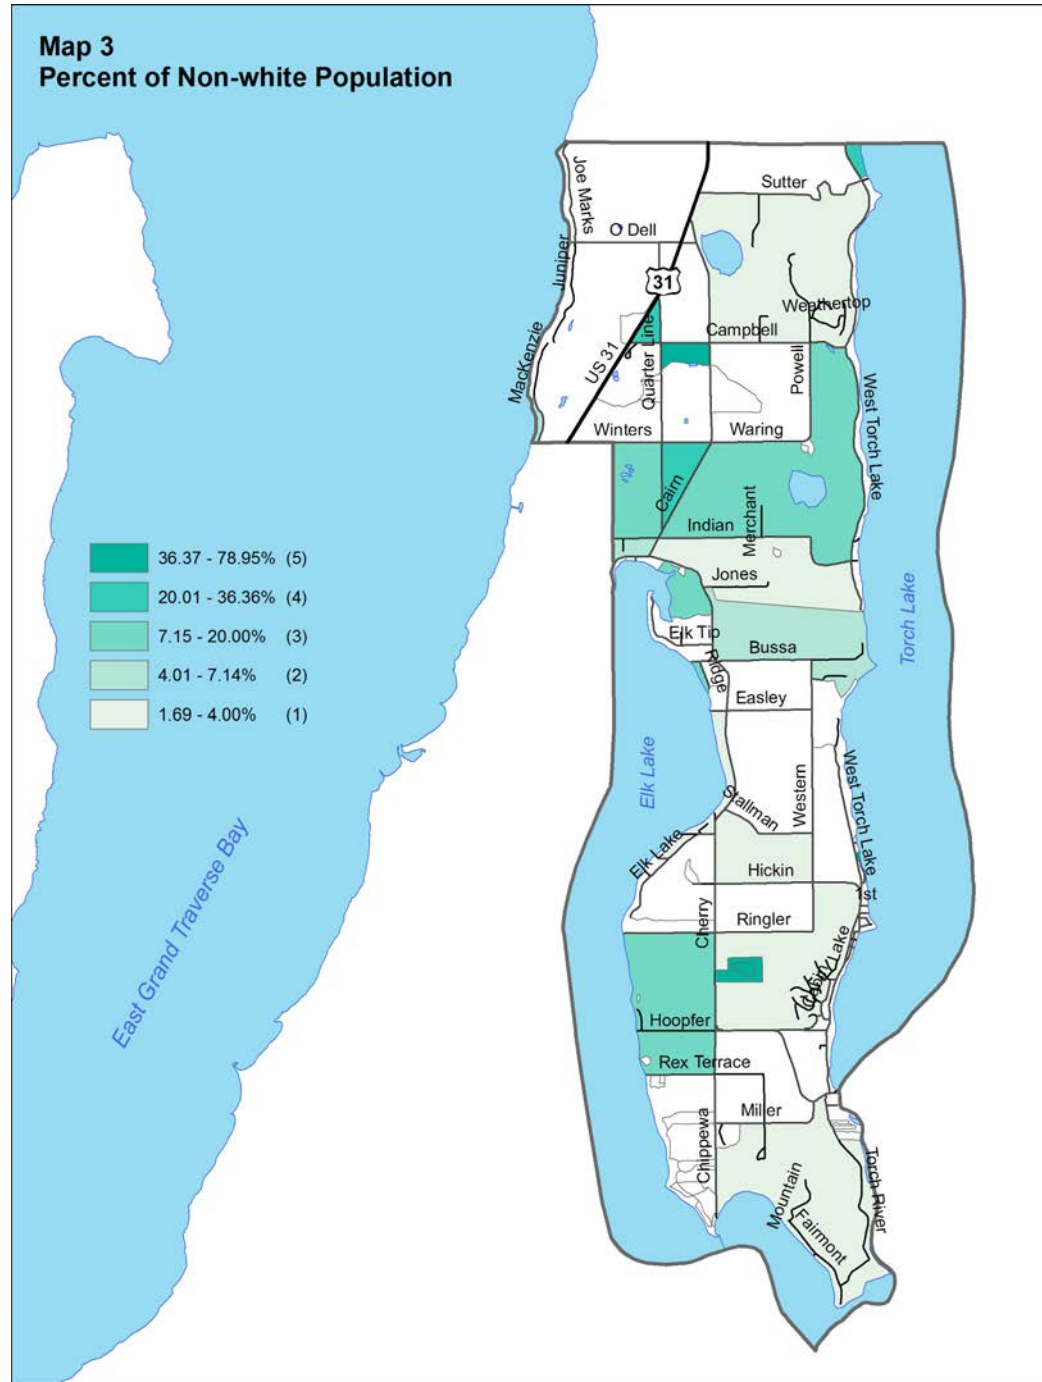 Map 3
Percent of Non-white Population
Sutter
Joe Marks
O Dell
Juniper
31
Weathertop
MacKenzie
US 31
Quarter Line
Campbell
Powell
West Torch Lake
Winters
Waring
Cairn
Indian
Merchant
36.37 - 78.95% (5)
20.01 - 36.36% (4)
7.15 - 20.00% (3)
4.01 - 7.14% (2)
1.69 - 4.00% (1)
Jones
Torch Lake
Elk Tip
Bussa
Ridge
Easley
Elk Lake
Western
Stallman
West Torch Lake
Elk Lake
Hickin
1st
Cherry
Ringler
East Grand Traverse Bay
Hoopfer
Rex Terrace
Miller
Chippewa
Mountain
Fairmont
Torch River